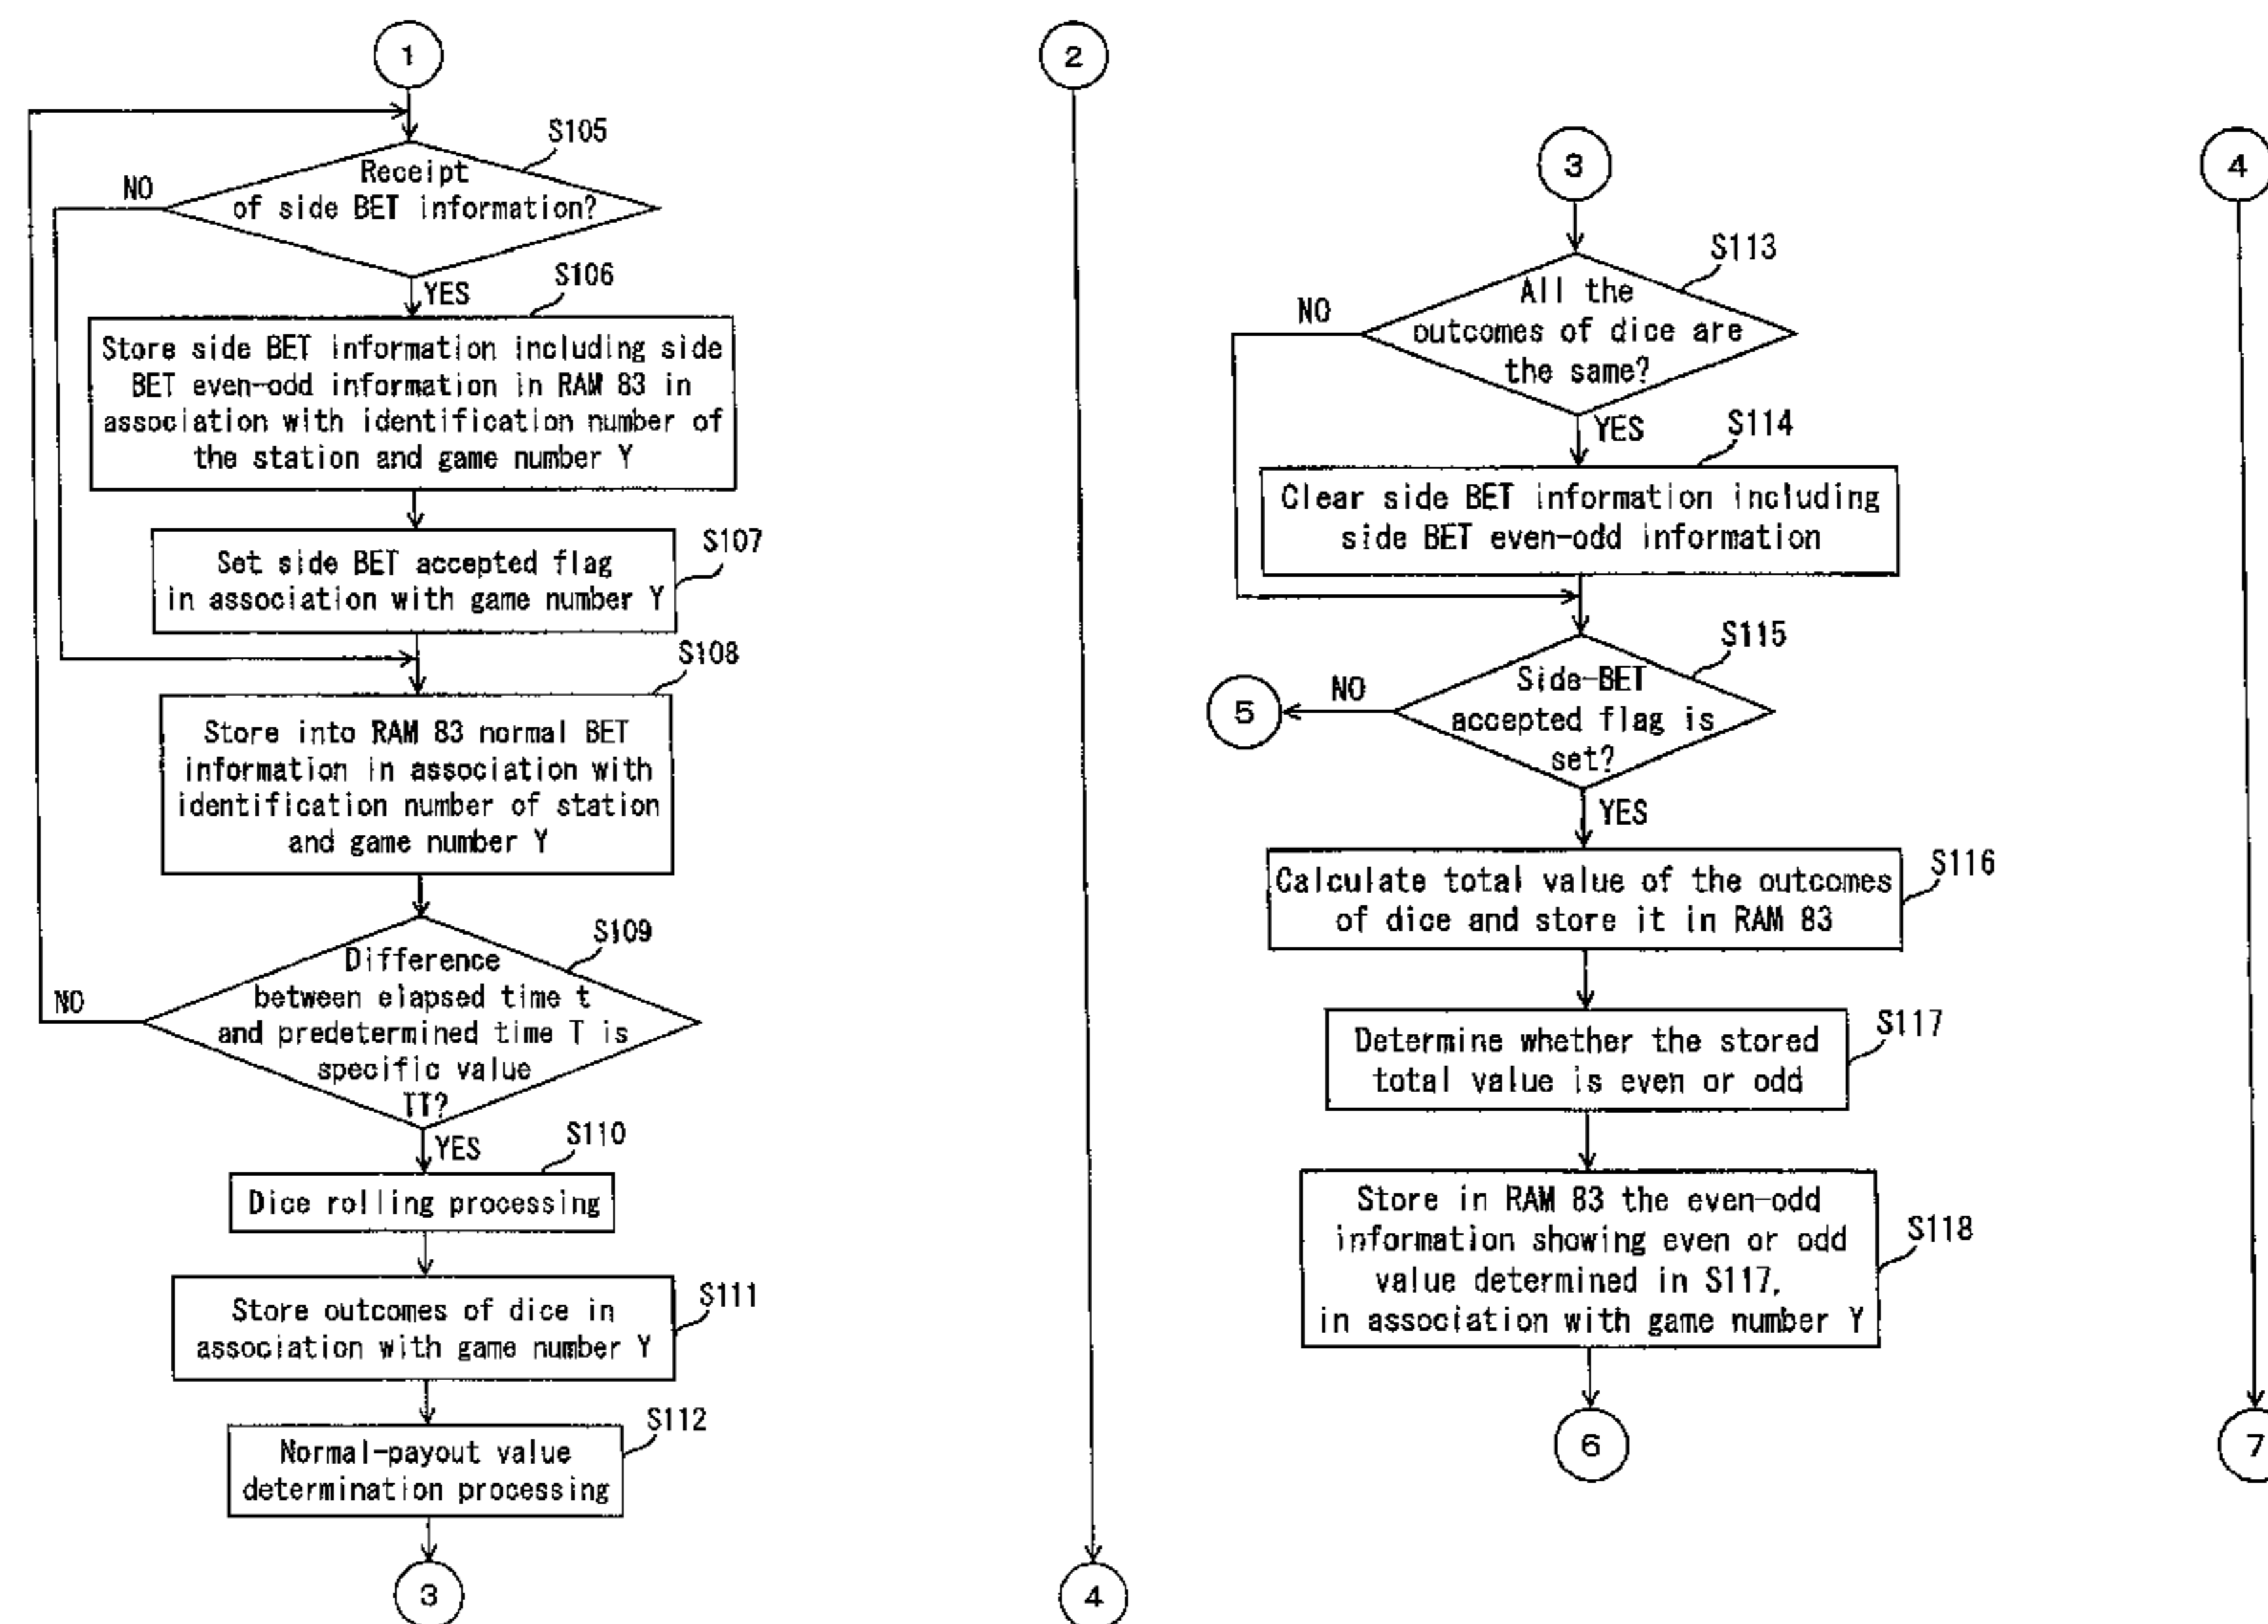 1
S105
Receipt
of side BET information?
NO
YES
S106
Store side BET information including side
BET even-odd information in RAM 83 in
association with identification number of
the station and game number Y
S107
Set side BET accepted flag
in association with game number Y
S108
Store into RAM 83 normal BET
information in association with
identification number of station
and game number Y
S109
Difference
between elapsed time t
and predetermined time T is
specific value
TT?
NO
YES
S110
Dice rolling processing
S111
Store outcomes of dice in
association with game number Y
S112
Normal-payout value
determination processing
3
2
4
3
S113
All the
outcomes of dice are
the same?
NO
YES
S114
Clear side BET information including
side BET even-odd information
S115
Side-BET
accepted flag is
set?
NO
5
YES
S116
Calculate total value of the outcomes
of dice and store it in RAM 83
S117
Determine whether the stored
total value is even or odd
S118
Store in RAM 83 the even-odd
information showing even or odd
value determined in S117,
in association with game number Y
6
4
7